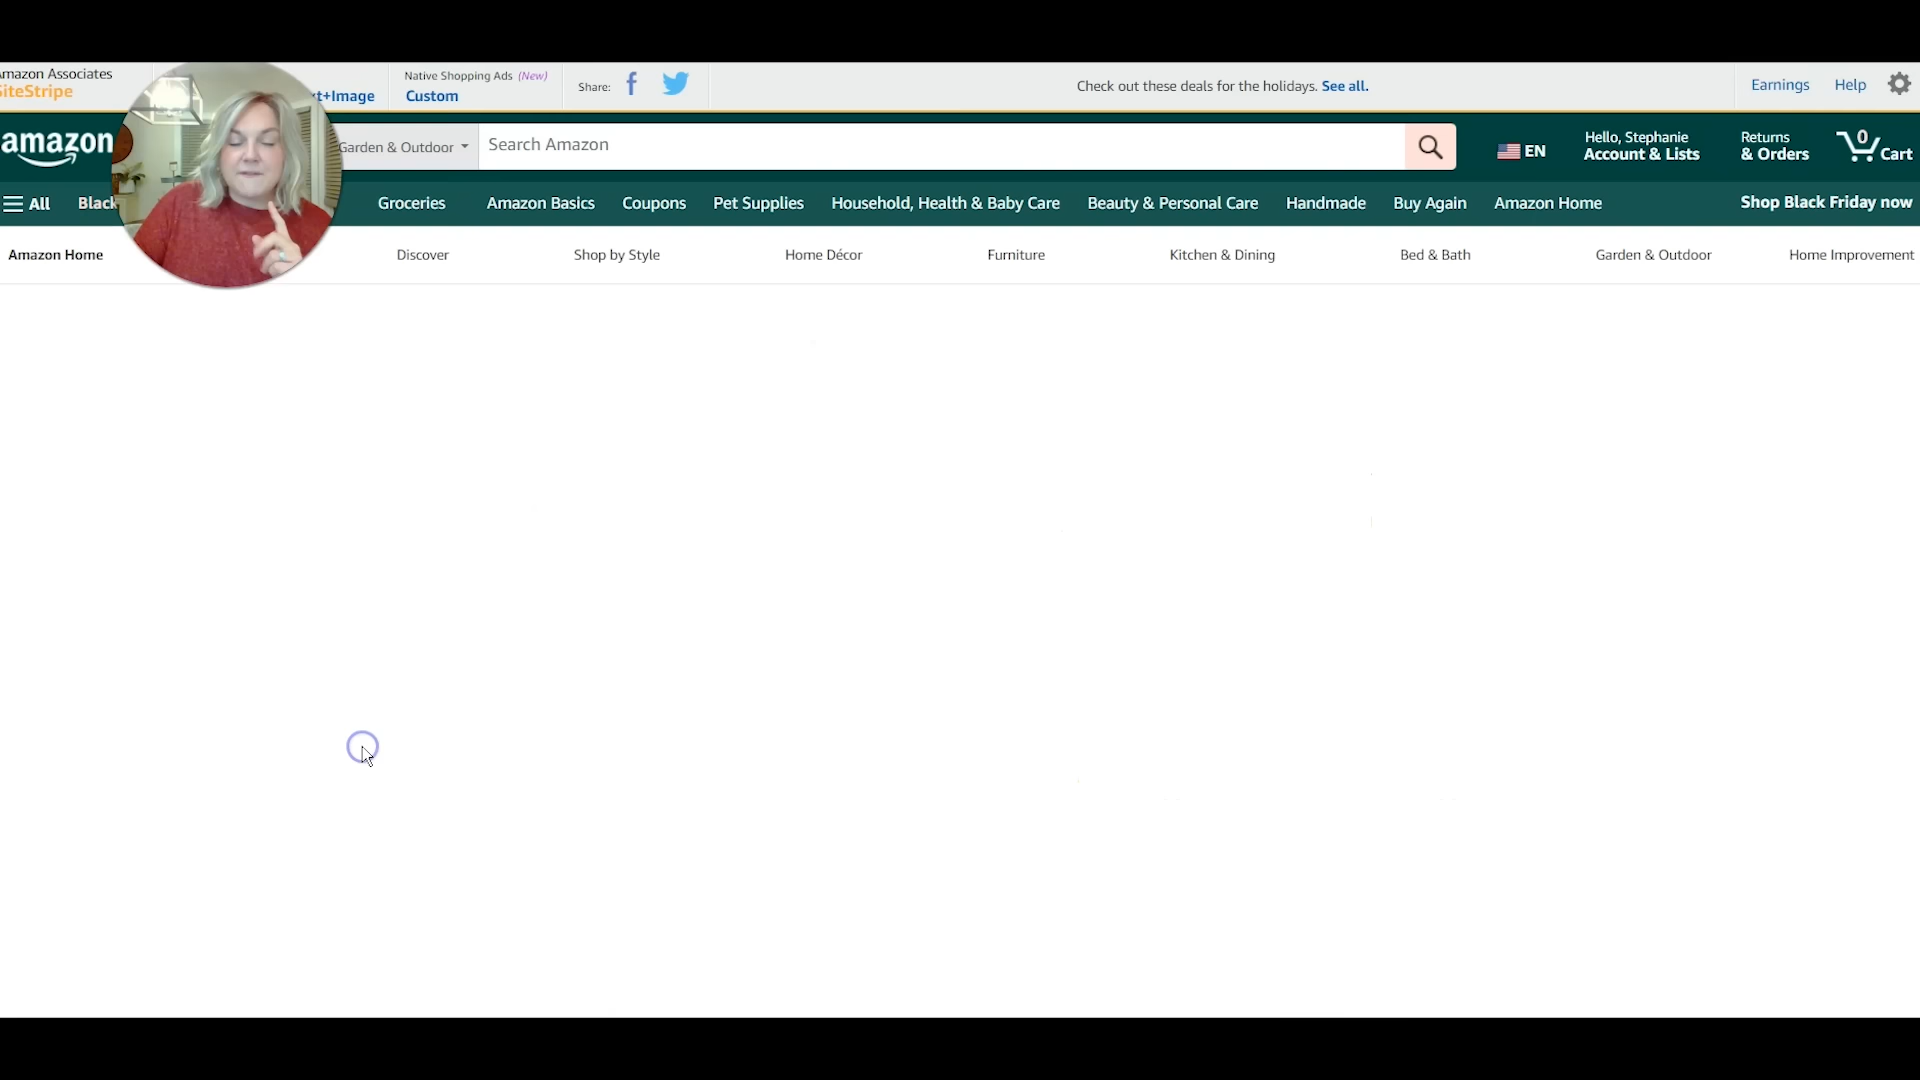 Amazon Associates
SiteStripe
Text+Image
Native Shopping Ads (New)
Custom
Share:
Check out these deals for the holidays. See all.
Earnings
Help
amazon
Garden & Outdoor
Search Amazon
EN
Hello, Stephanie
Account & Lists
Returns
& Orders
0
Cart
All
Black
Groceries
Amazon Basics
Coupons
Pet Supplies
Household, Health & Baby Care
Beauty & Personal Care
Handmade
Buy Again
Amazon Home
Shop Black Friday now
Amazon Home
Discover
Shop by Style
Home Décor
Furniture
Kitchen & Dining
Bed & Bath
Garden & Outdoor
Home Improvement